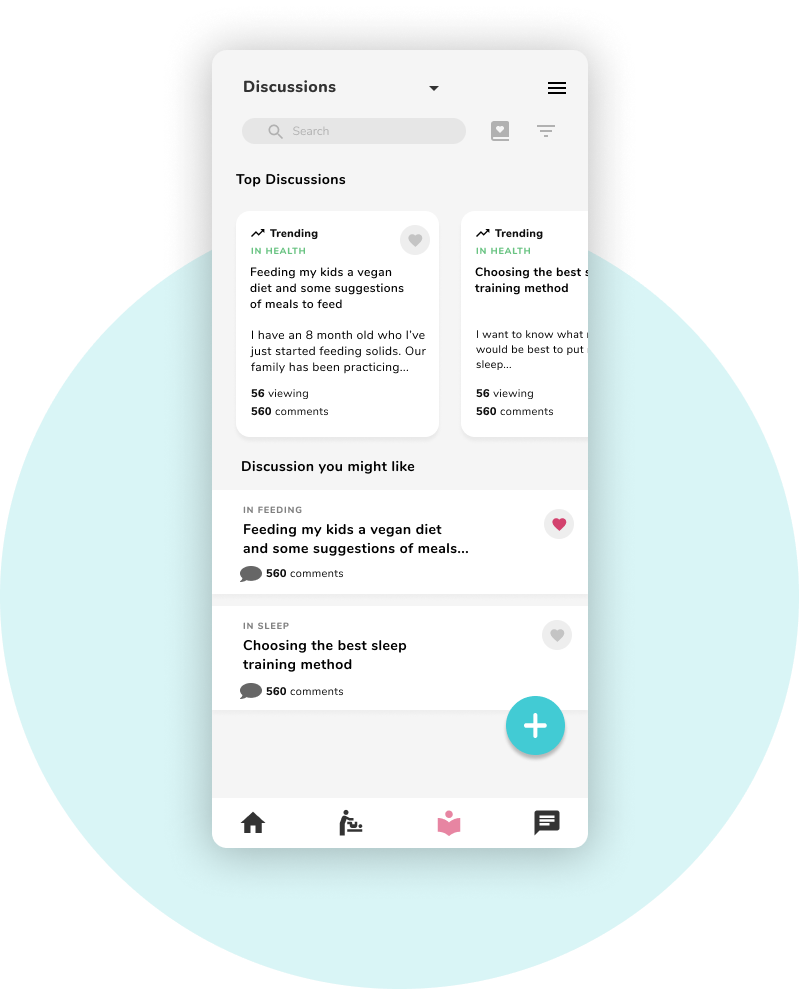 Discussions
Search
Top Discussions
Trending
IN HEALTH
Feeding my kids a vegan
diet and some suggestions
of meals to feed
I have an 8 month old who I've
just started feeding solids. Our
family has been practicing...
56 viewing
560 comments
Trending
IN HEALTH
Choosing the best
training method
I want to know what
would be best to put
sleep...
56 viewing
560 comments
Discussion you might like
IN FEEDING
Feeding my kids a vegan diet
and some suggestions of meals...
560 comments
IN SLEEP
Choosing the best sleep
training method
560 comments